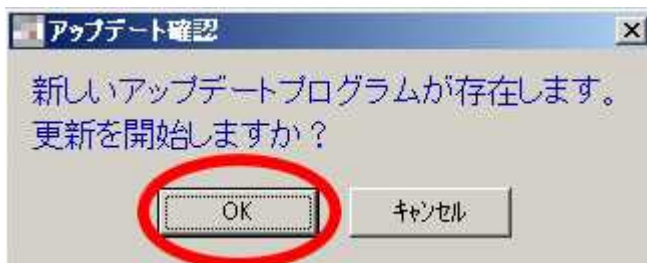 アップデート確認
新しいアップデートプログラムが存在します。
更新を開始しますか？
OK
キャンセル